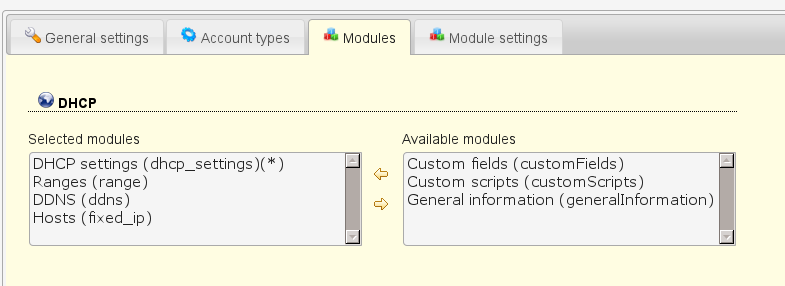 General settings
Account types
Modules
Module settings
DHCP
Selected modules
Available modules
DHCP settings (dhcp_settings)(*)
Ranges (range)
DDNS (ddns)
Hosts (fixed_ip)
Custom fields (customFields)
Custom scripts (customScripts)
General information (generalInformation)